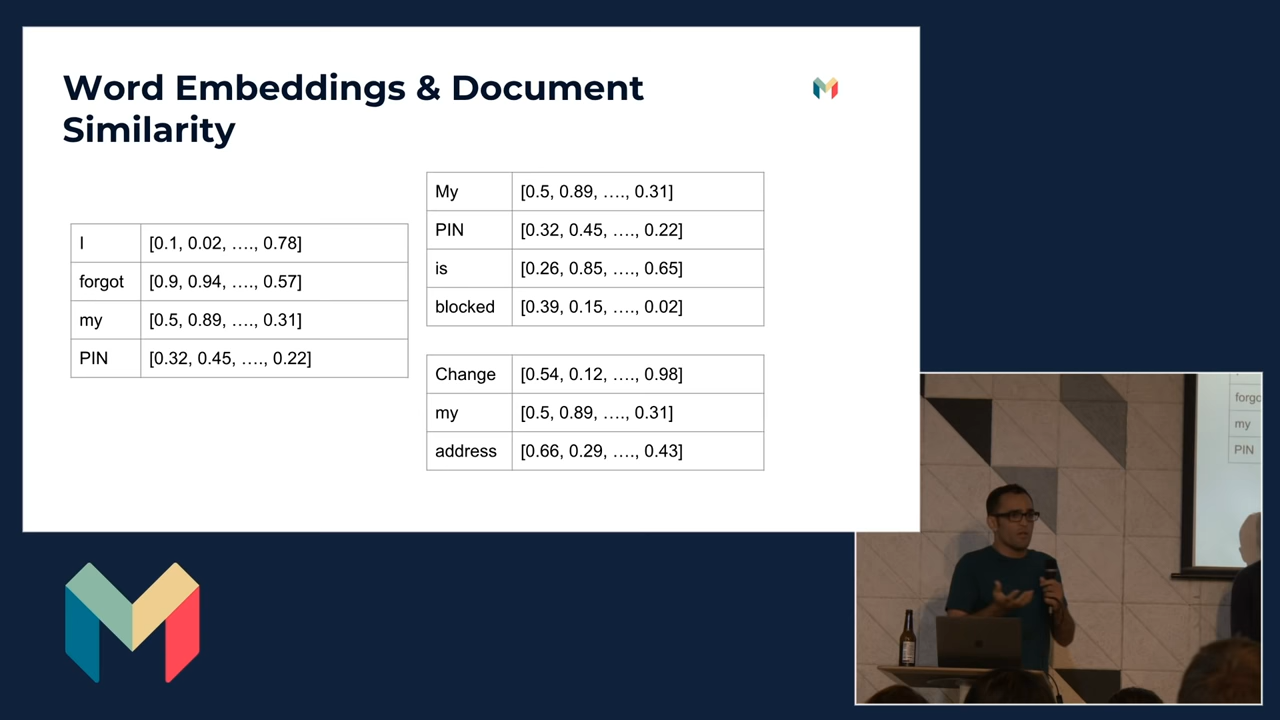 Word Embeddings & Document
Similarity
I [0.1, 0.02, …., 0.78]
forgot [0.9, 0.94, …., 0.57]
my [0.5, 0.89, …., 0.31]
PIN [0.32, 0.45, …., 0.22]
My [0.5, 0.89, …., 0.31]
PIN [0.32, 0.45, …., 0.22]
is [0.26, 0.85, …., 0.65]
blocked [0.39, 0.15, …., 0.02]
Change [0.54, 0.12, …., 0.98]
my [0.5, 0.89, …., 0.31]
address [0.66, 0.29, …., 0.43]
forgo
my
PIN